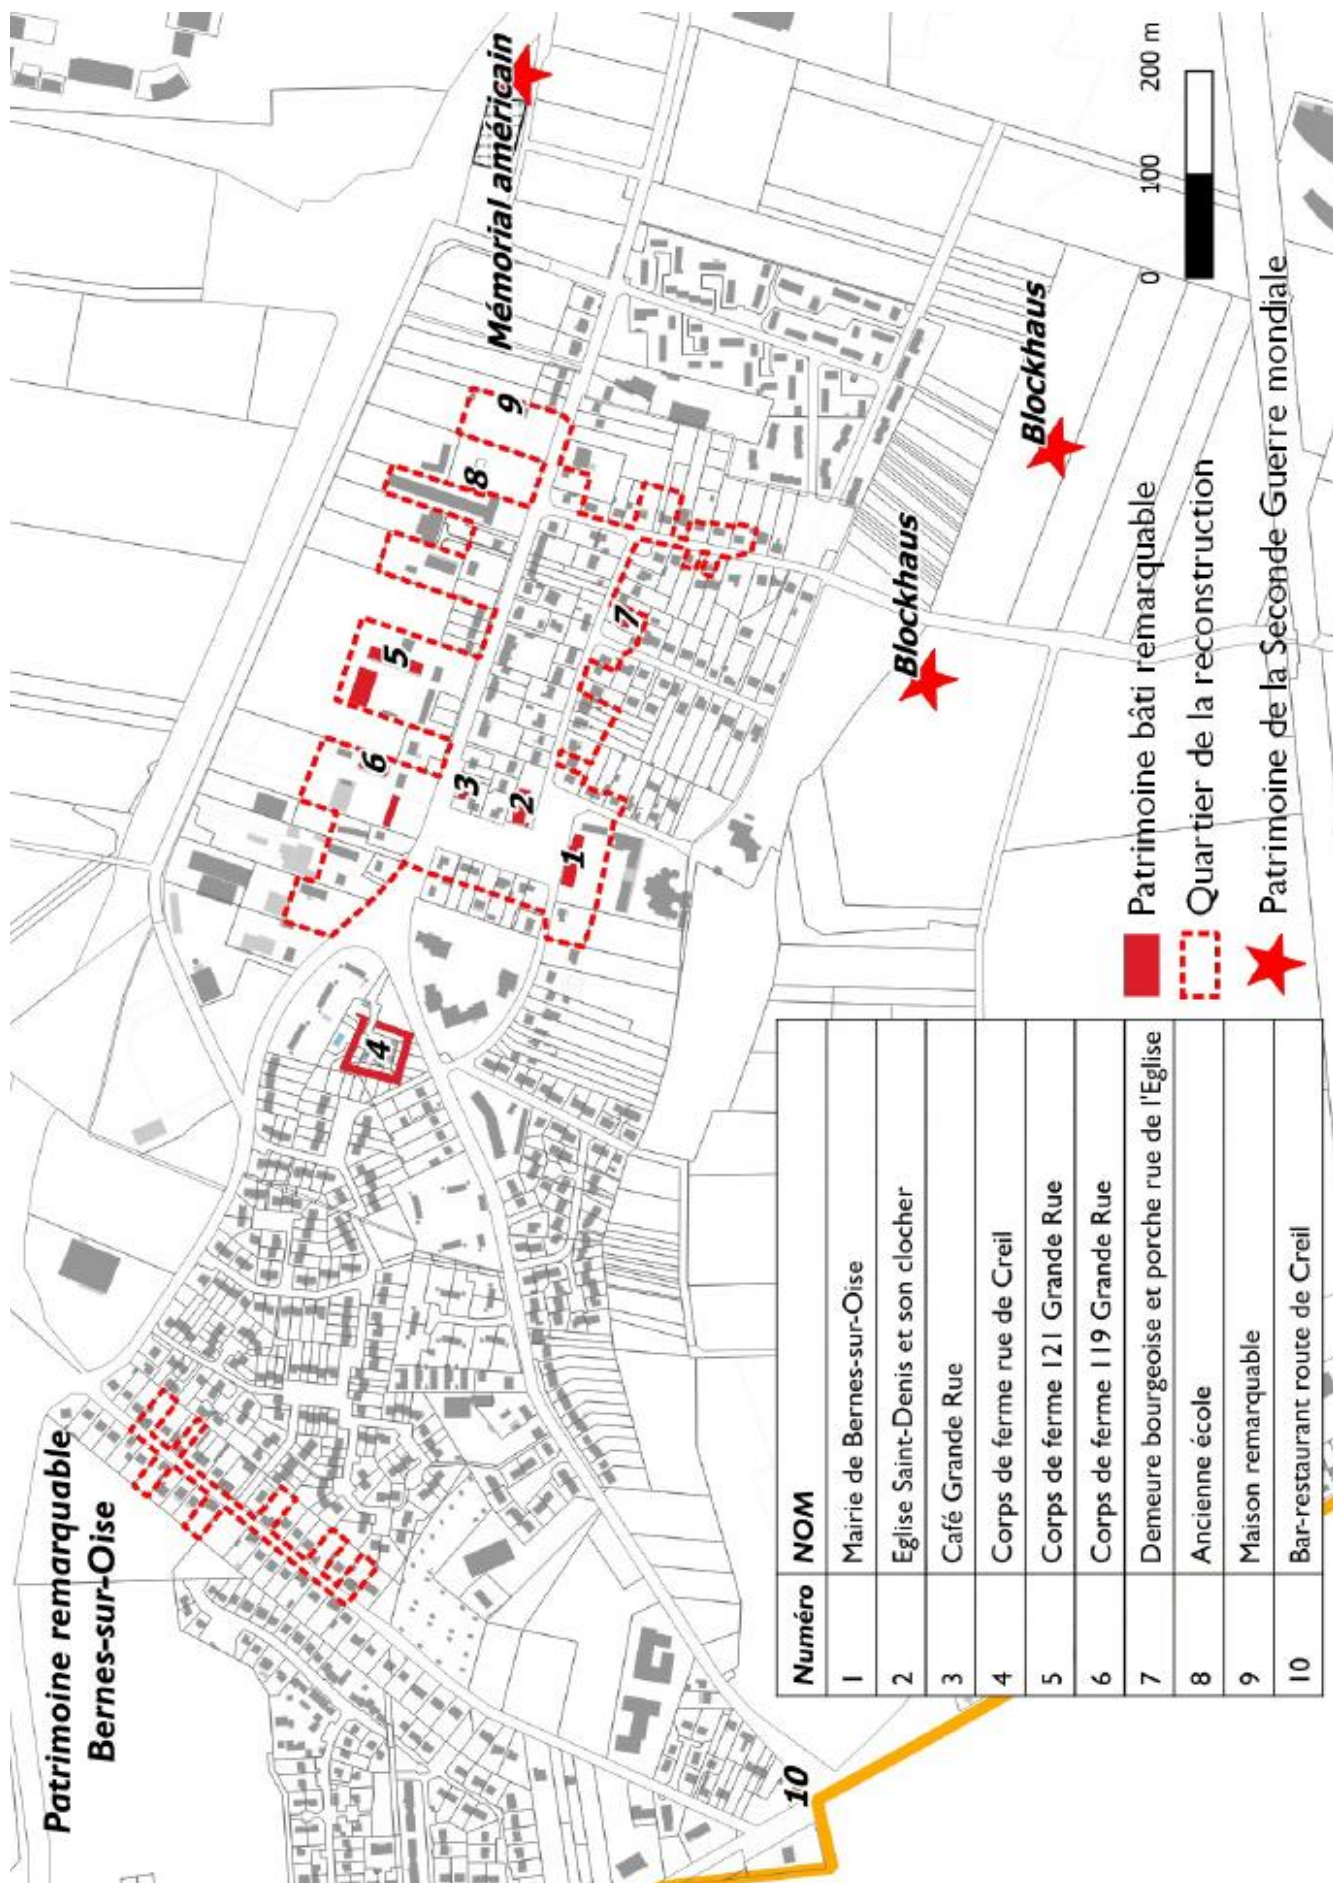 Patrimoine remarquable
Bernes-sur-Oise
Mémorial américain
9
8
5
6
3
2
7
1
4
10
Blockhaus
Blockhaus
0 100 200 m
Patrimoine bâti remarquable
Quartier de la reconstruction
Patrimoine de la Seconde Guerre mondiale
Numéro NOM
1 Mairie de Bernes-sur-Oise
2 Eglise Saint-Denis et son clocher
3 Café Grande Rue
4 Corps de ferme rue de Creil
5 Corps de ferme 121 Grande Rue
6 Corps de ferme 119 Grande Rue
7 Demeure bourgeoise et porche rue de l'Eglise
8 Ancienne école
9 Maison remarquable
10 Bar-restaurant route de Creil